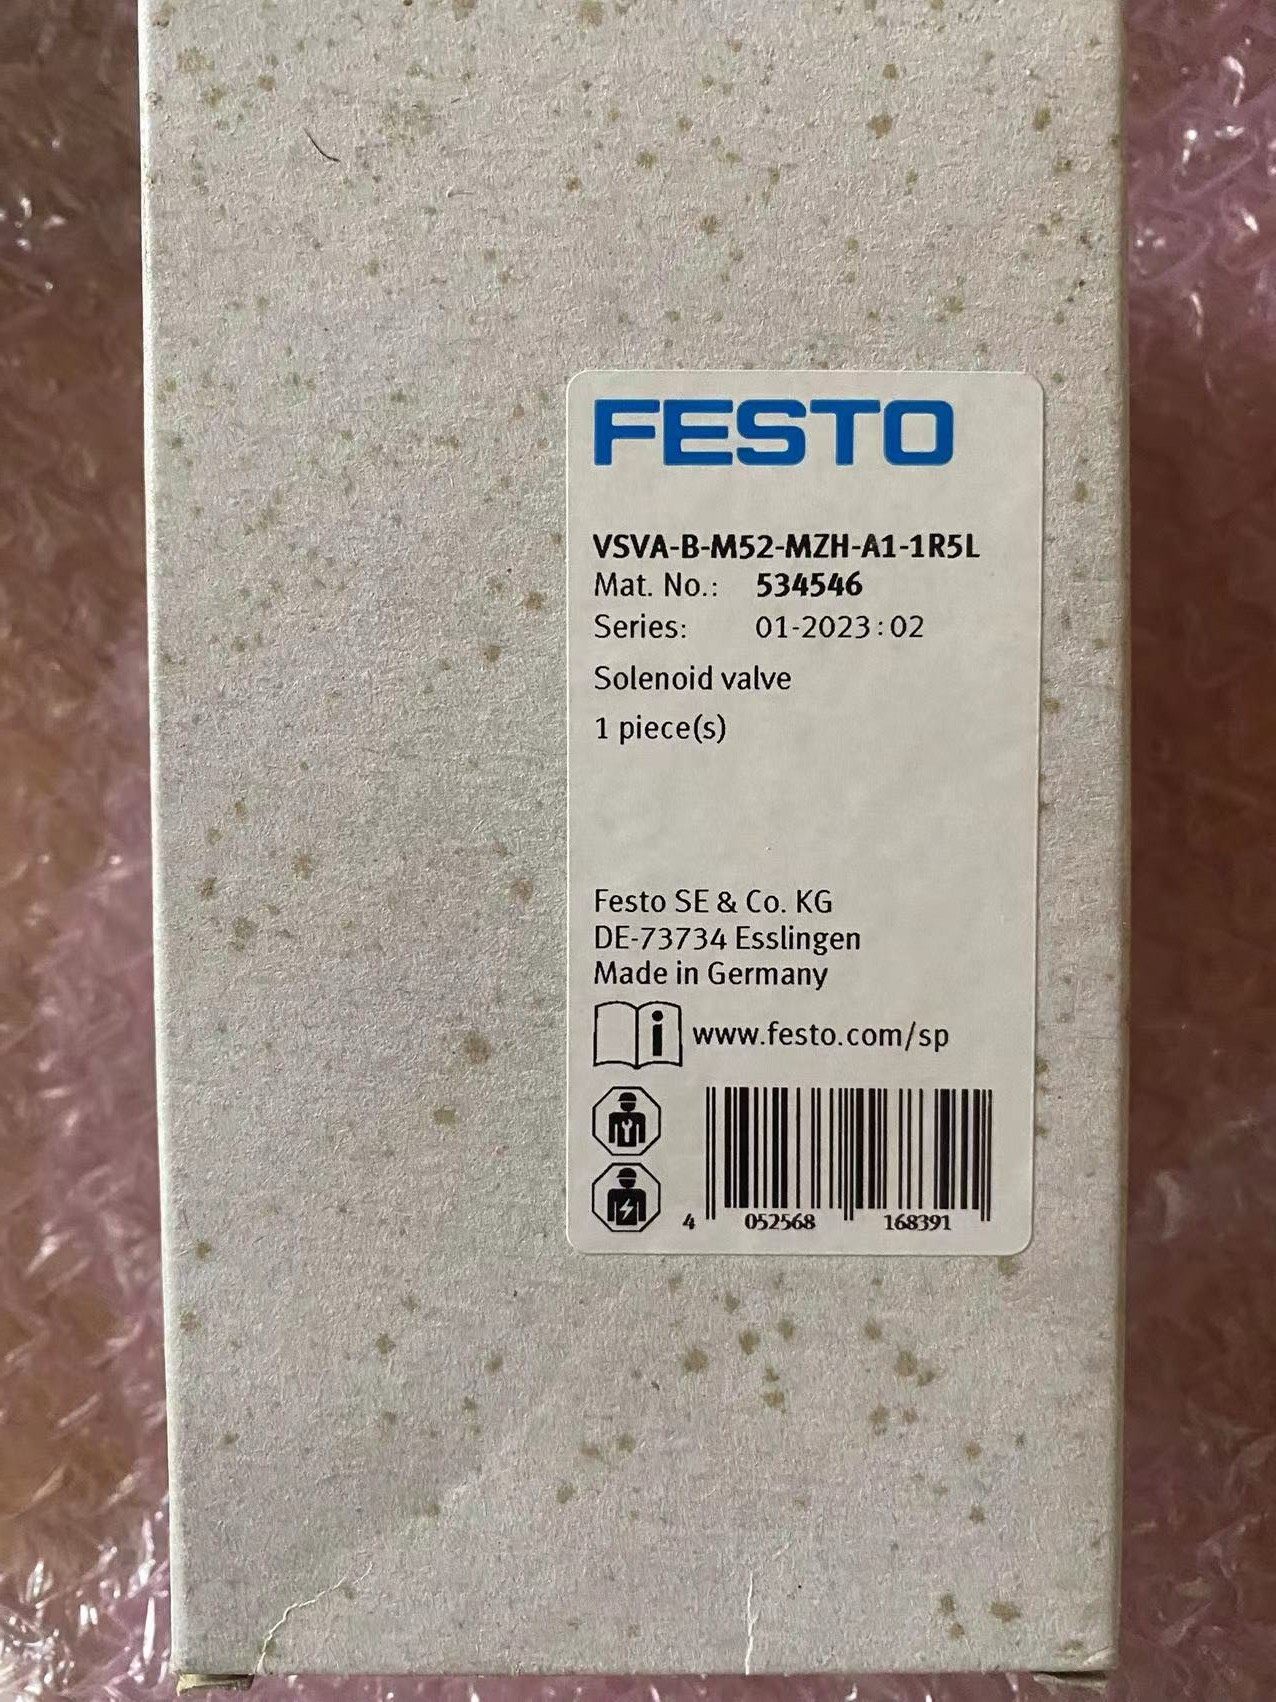 FESTO
VSVA-B-M52-MZH-A1-1R5L
Mat. No.: 534546
Series: 01-2023:02
Solenoid valve
1 piece(s)
Festo SE & Co. KG
DE-73734 Esslingen
Made in Germany
i www.festo.com/sp
4 052568 168391